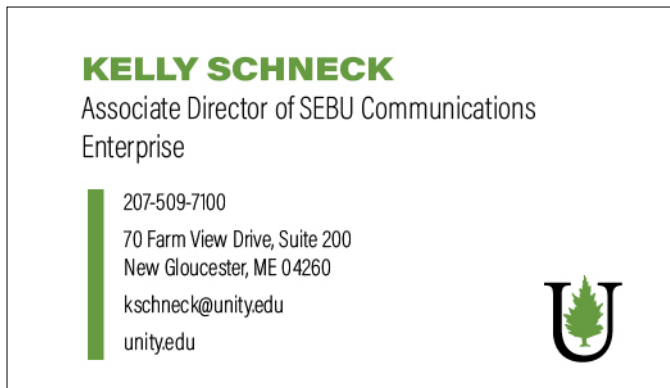 KELLY SCHNECK
Associate Director of SEBU Communications
Enterprise
207-509-7100
70 Farm View Drive, Suite 200
New Gloucester, ME 04260
kschneck@unity.edu
unity.edu
U